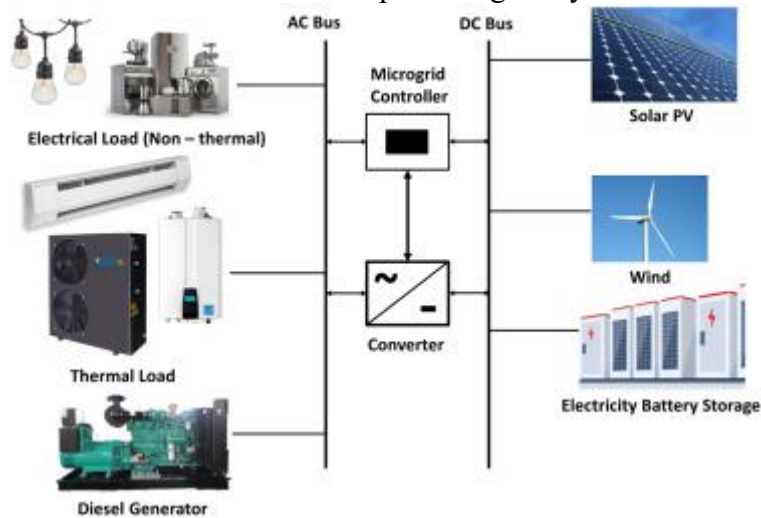 AC Bus
DC Bus
Microgrid
Controller
Solar PV
Electrical Load (Non – thermal)
Wind
Converter
Thermal Load
Electricity Battery Storage
Diesel Generator